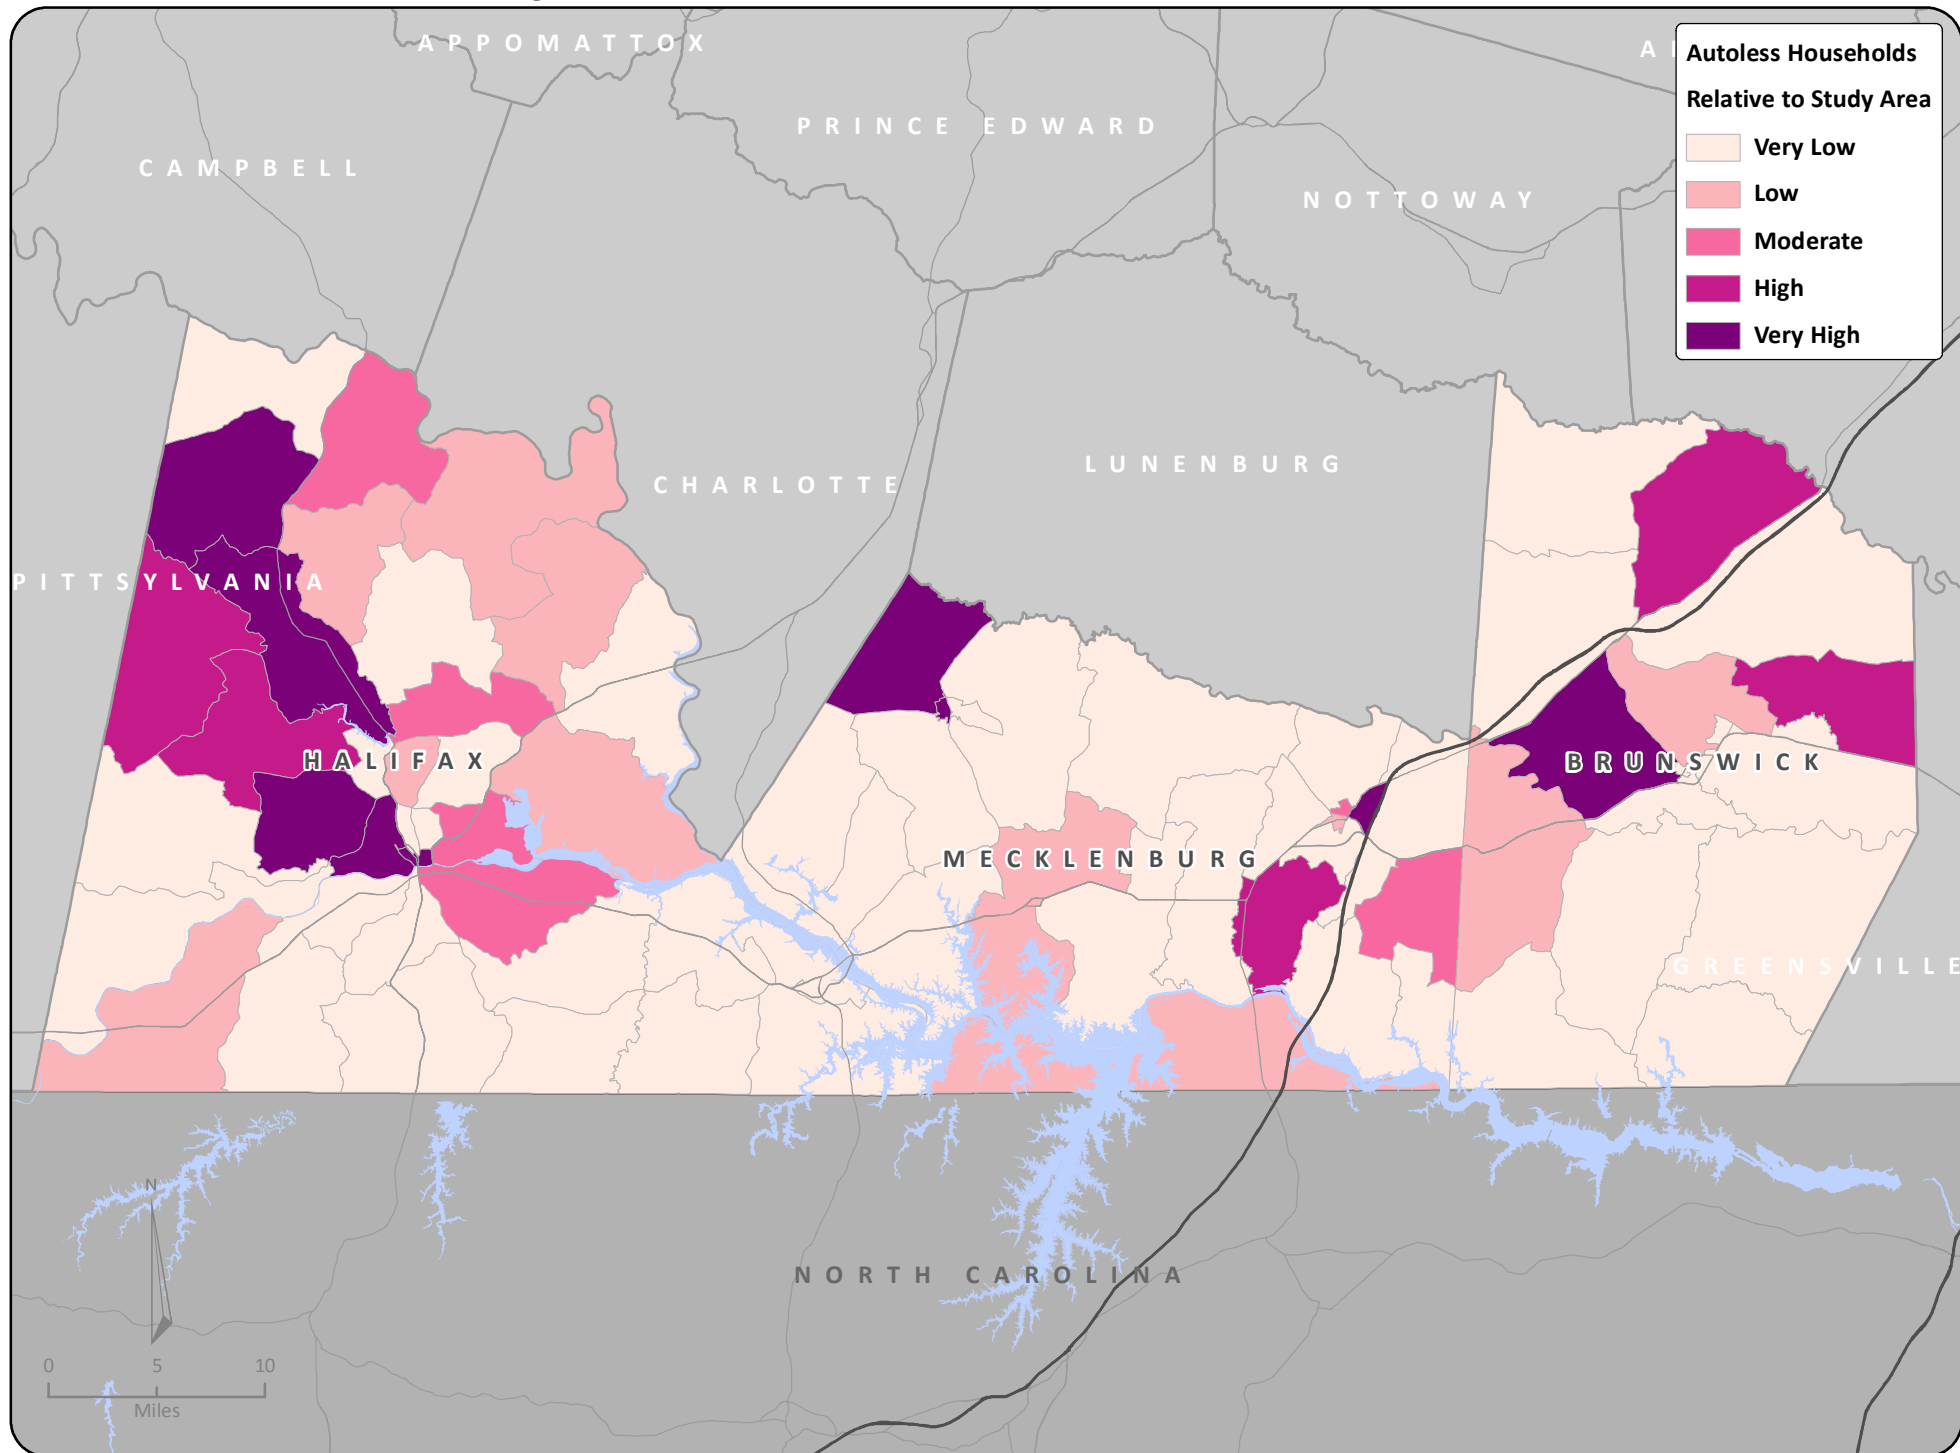 APPOMATTOX
A
Autoless Households
Relative to Study Area
Very Low
Low
Moderate
High
Very High
PRINCE EDWARD
CAMPBELL
NOTTOWAY
LUNENBURG
CHARLOTTE
PITTSYLVANIA
HALIFAX
BRUNSWICK
MECKLENBURG
GREENSVILLE
N
NORTH CAROLINA
0 5 10
Miles